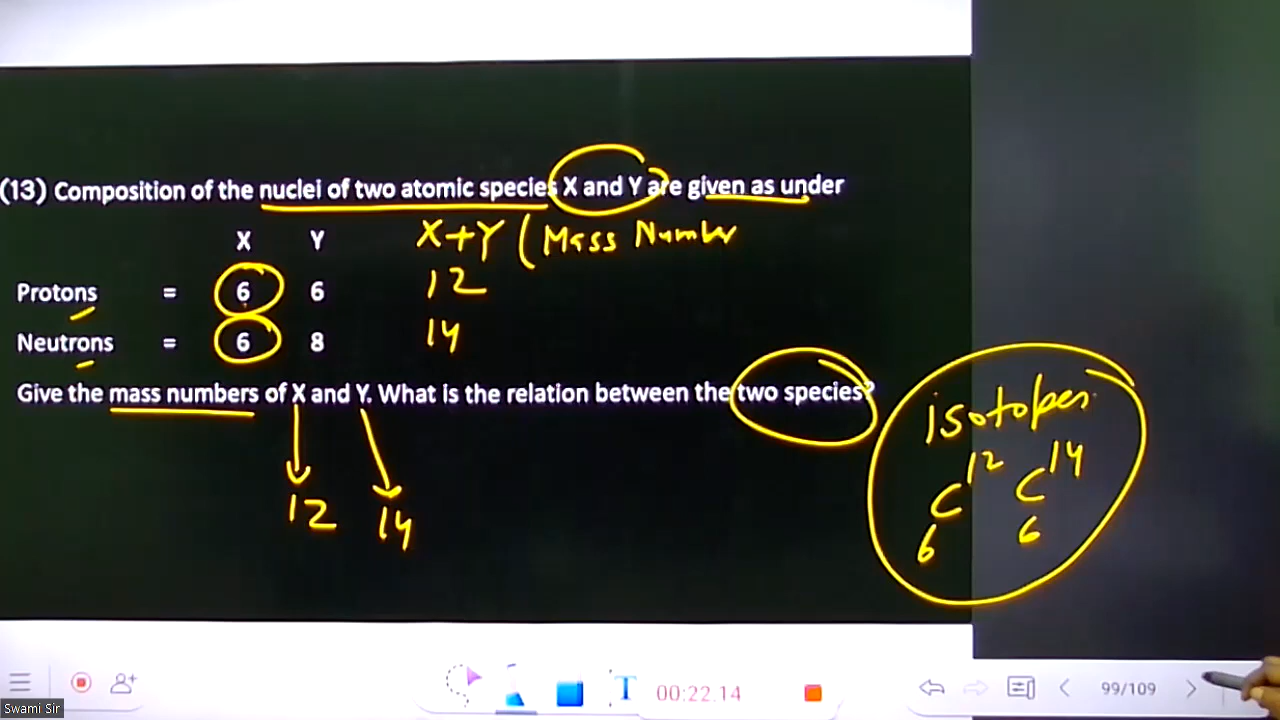 (13) Composition of the nuclei of two atomic species X and Y are given as under
X Y X+Y (Mass Number
Protons = 6 6 12
Neutrons = 6 8 14
Give the mass numbers of X and Y. What is the relation between the two species?
isotopes
12 14
C C
6 6
12 14
T 00:22.14 99/109
Swami Sir